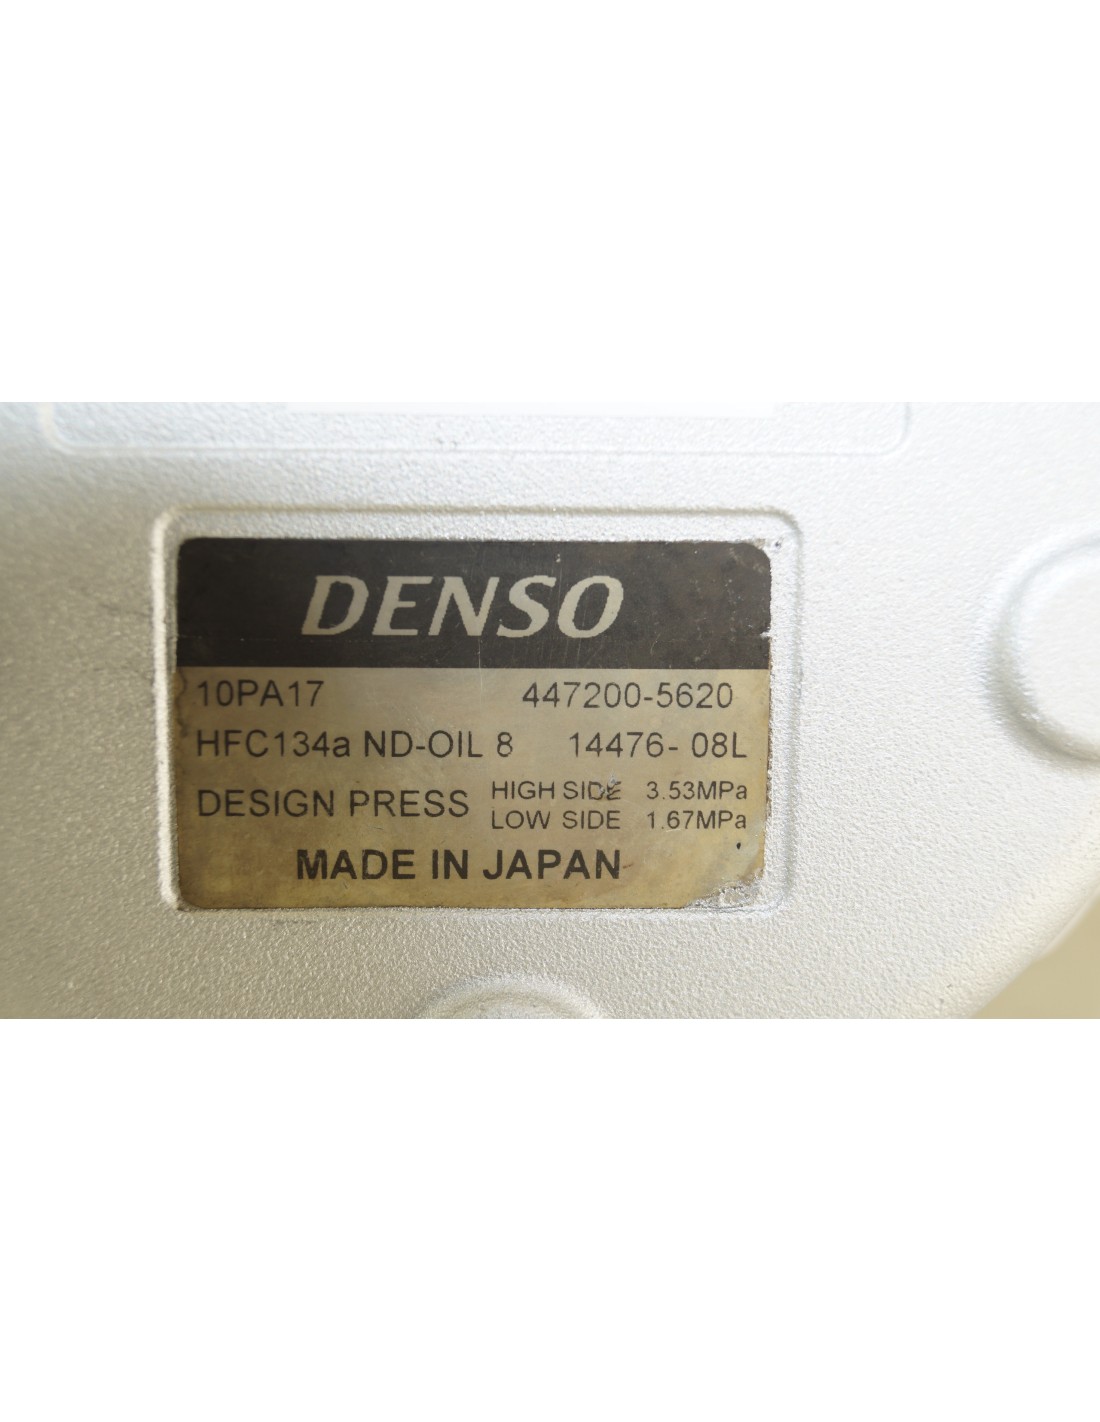 DENSO
10PA17 447200-5620
HFC134a ND-OIL 8 14476-08L
DESIGN PRESS HIGH SIDE 3.53MPa
LOW SIDE 1.67MPa
MADE IN JAPAN